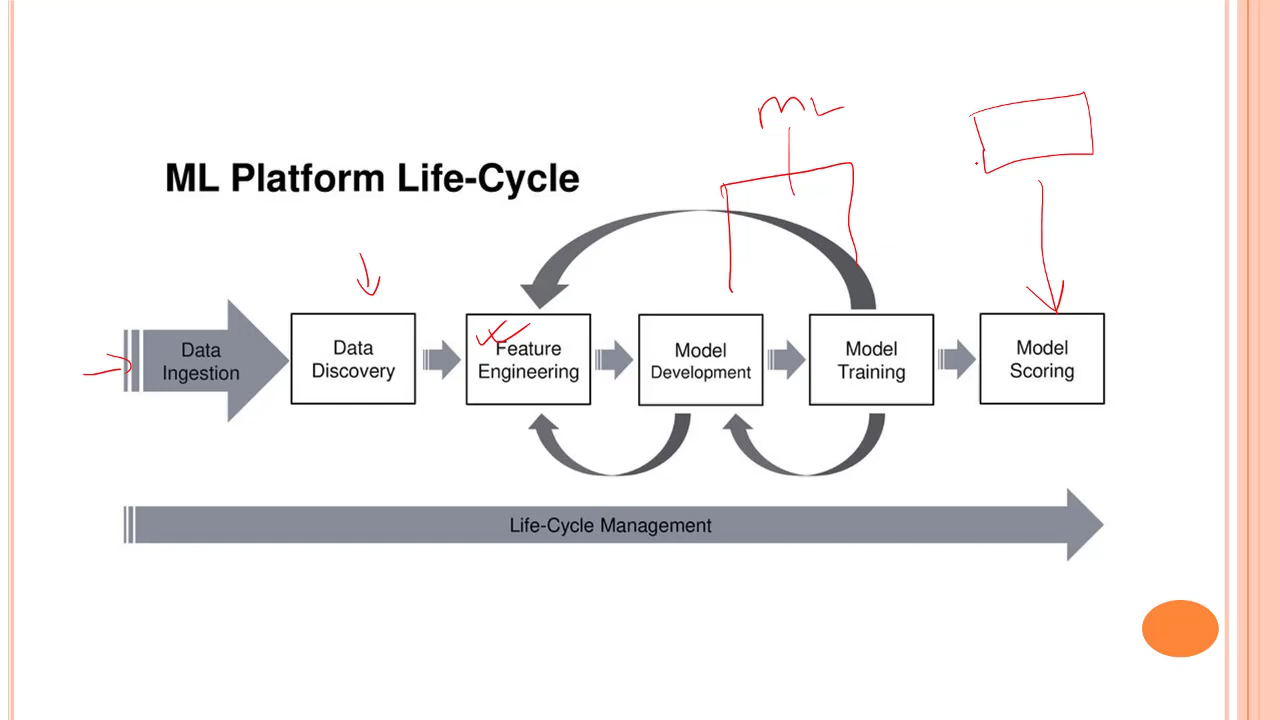 ML
ML Platform Life-Cycle
Data
Ingestion
Data
Discovery
Feature
Engineering
Model
Development
Model
Training
Model
Scoring
Life-Cycle Management